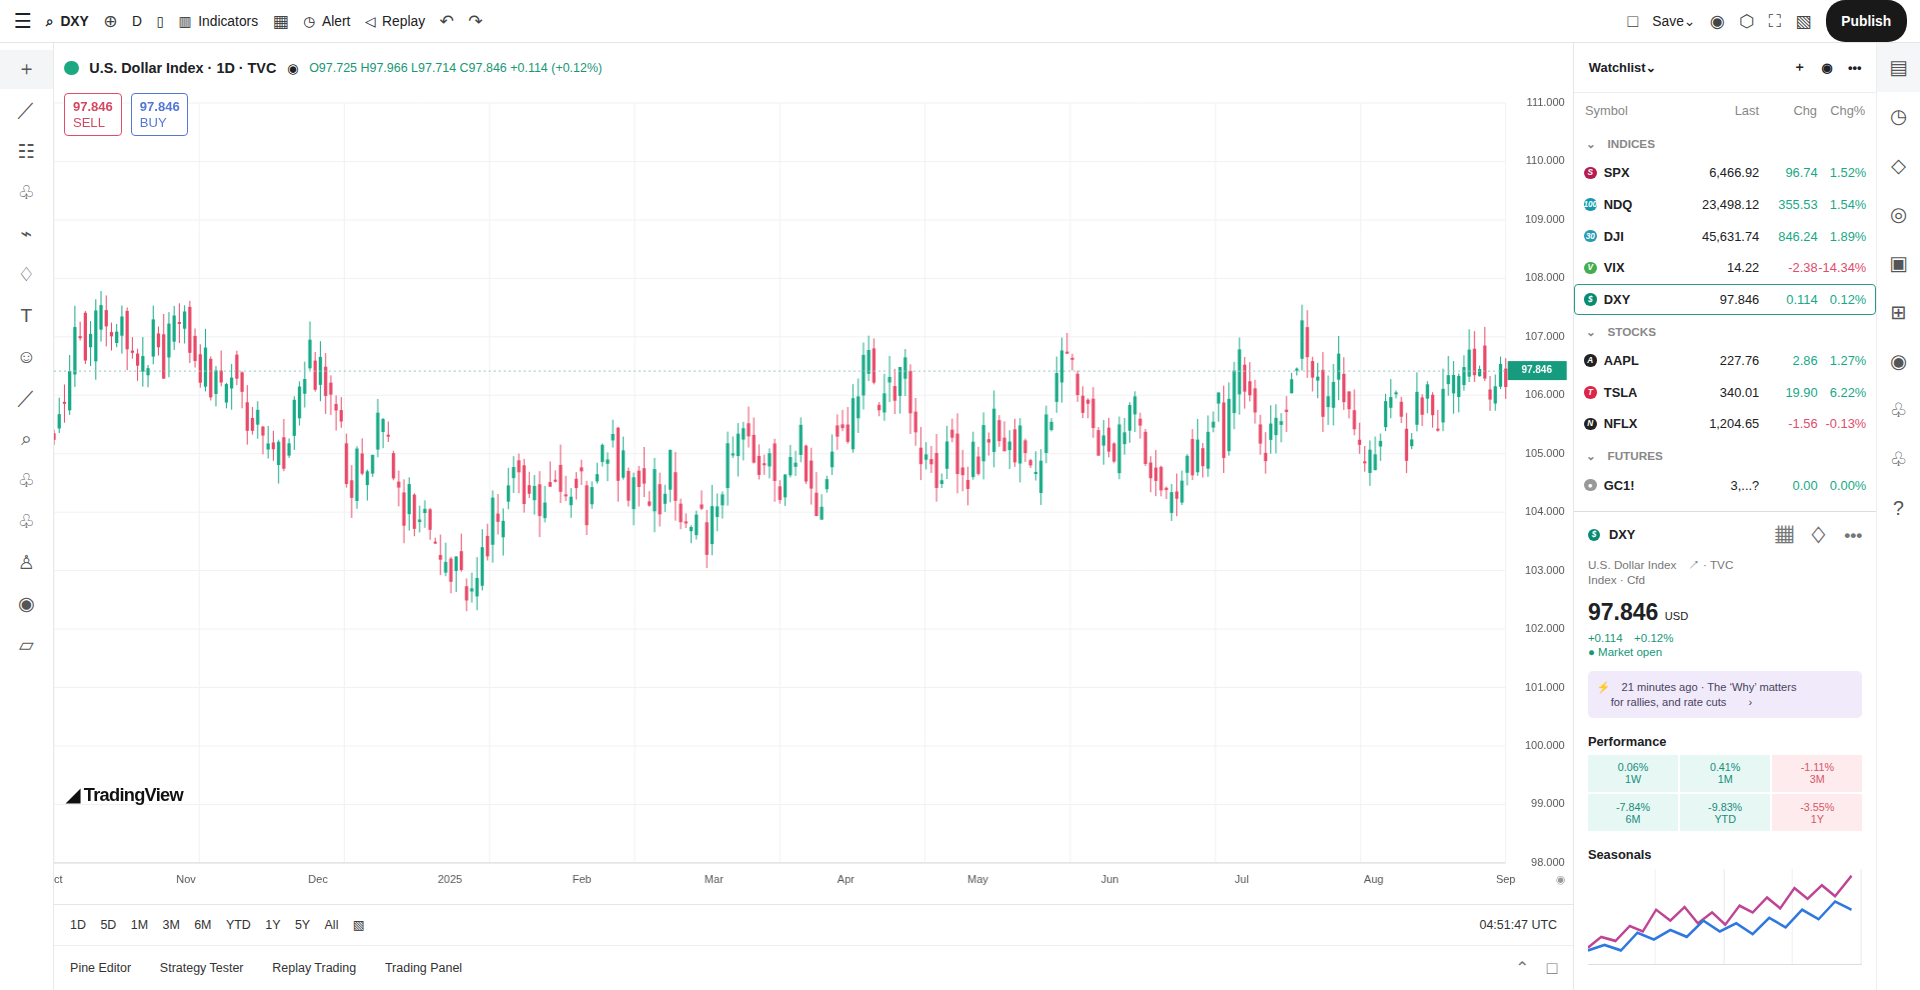 DXY D Indicators Alert Replay Save Publish
U.S. Dollar Index · 1D · TVC O97.725 H97.966 L97.714 C97.846 +0.114 (+0.12%)
97.846 97.846
SELL BUY
111.000
110.000
109.000
108.000
107.000
97.846
106.000
105.000
104.000
103.000
102.000
101.000
100.000
99.000
98.000
TradingView
ct Nov Dec 2025 Feb Mar Apr May Jun Jul Aug Sep
1D 5D 1M 3M 6M YTD 1Y 5Y All 04:51:47 UTC
Pine Editor Strategy Tester Replay Trading Trading Panel
Watchlist
Symbol Last Chg Chg%
INDICES
S SPX 6,466.92 96.74 1.52%
100 NDQ 23,498.12 355.53 1.54%
30 DJI 45,631.74 846.24 1.89%
V VIX 14.22 -2.38 -14.34%
$ DXY 97.846 0.114 0.12%
STOCKS
A AAPL 227.76 2.86 1.27%
T TSLA 340.01 19.90 6.22%
N NFLX 1,204.65 -1.56 -0.13%
FUTURES
GC1! 3,...? 0.00 0.00%
$ DXY
U.S. Dollar Index ↗ · TVC
Index · Cfd
97.846 USD
+0.114 +0.12%
● Market open
⚡ 21 minutes ago · The ‘Why’ matters
for rallies, and rate cuts ›
Performance
0.06% 0.41% -1.11%
1W 1M 3M
-7.84% -9.83% -3.55%
6M YTD 1Y
Seasonals